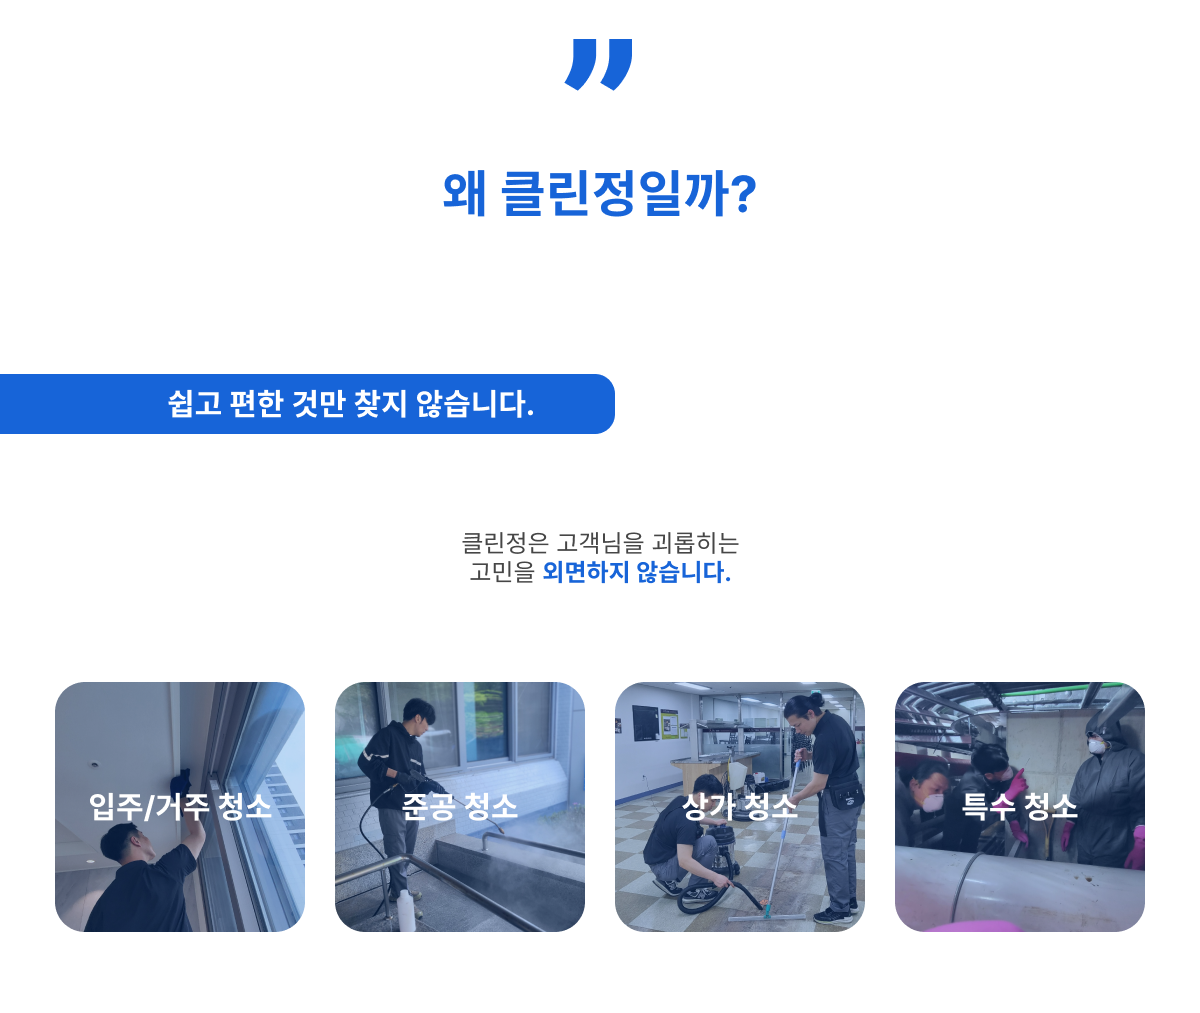 ”
왜 클린정일까?
쉽고 편한 것만 찾지 않습니다.
클린정은 고객님을 괴롭히는
고민을 외면하지 않습니다.
입주/거주 청소
준공 청소
상가 청소
특수 청소